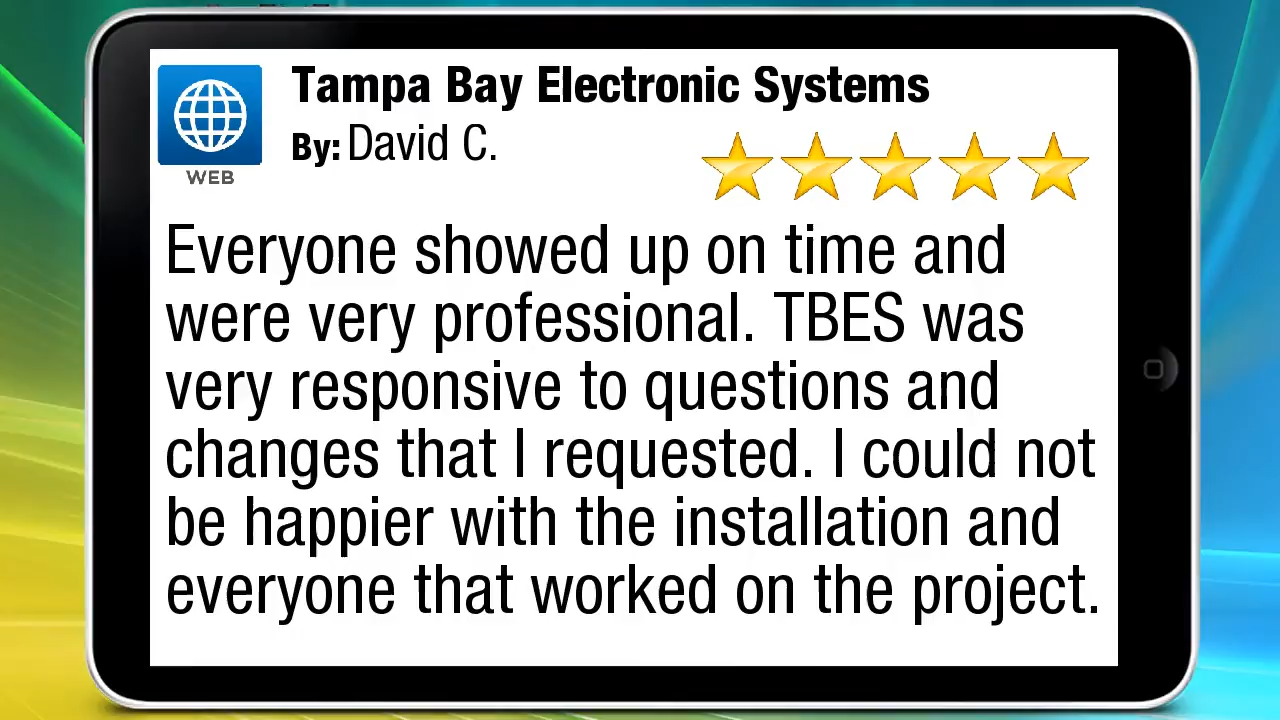 Tampa Bay Electronic Systems
By: David C.
WEB
Everyone showed up on time and
were very professional. TBES was
very responsive to questions and
changes that I requested. I could not
be happier with the installation and
everyone that worked on the project.